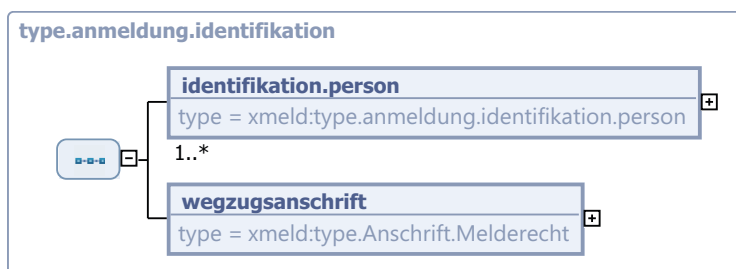 type.anmeldung.identifikation
identifikation.person
type = xmeld:type.anmeldung.identifikation.person
1..*
wegzugsanschrift
type = xmeld:type.Anschrift.Melderecht